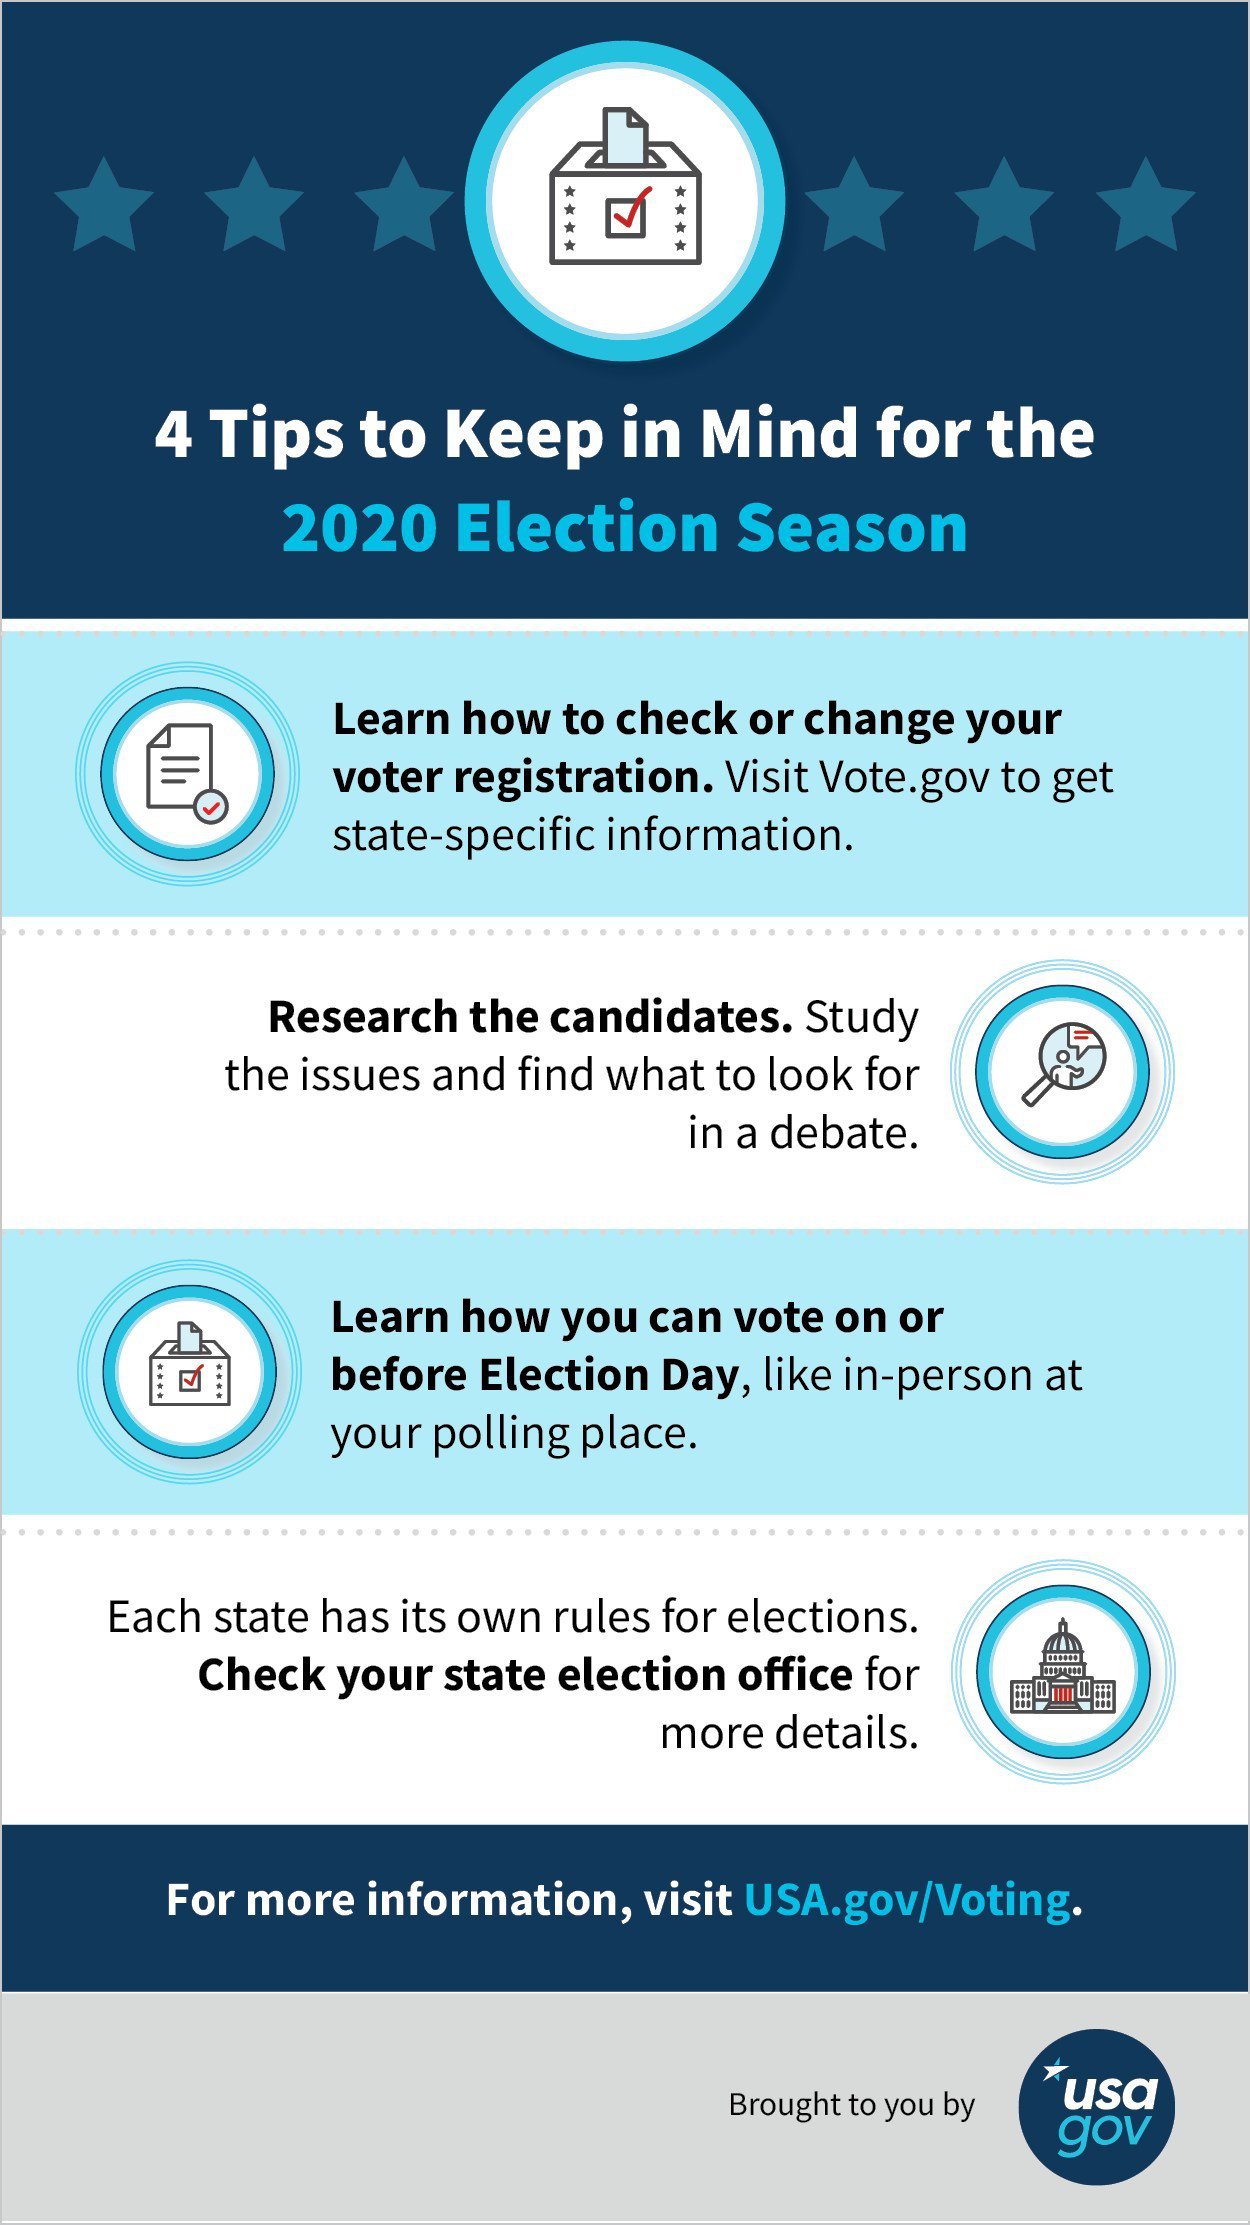 4 Tips to Keep in Mind for the
2020 Election Season
Learn how to check or change your
voter registration. Visit Vote.gov to get
state-specific information.
Research the candidates. Study
the issues and find what to look for
in a debate.
Learn how you can vote on or
before Election Day, like in-person at
your polling place.
Each state has its own rules for elections.
Check your state election office for
more details.
For more information, visit USA.gov/Voting.
Brought to you by
usa
gov